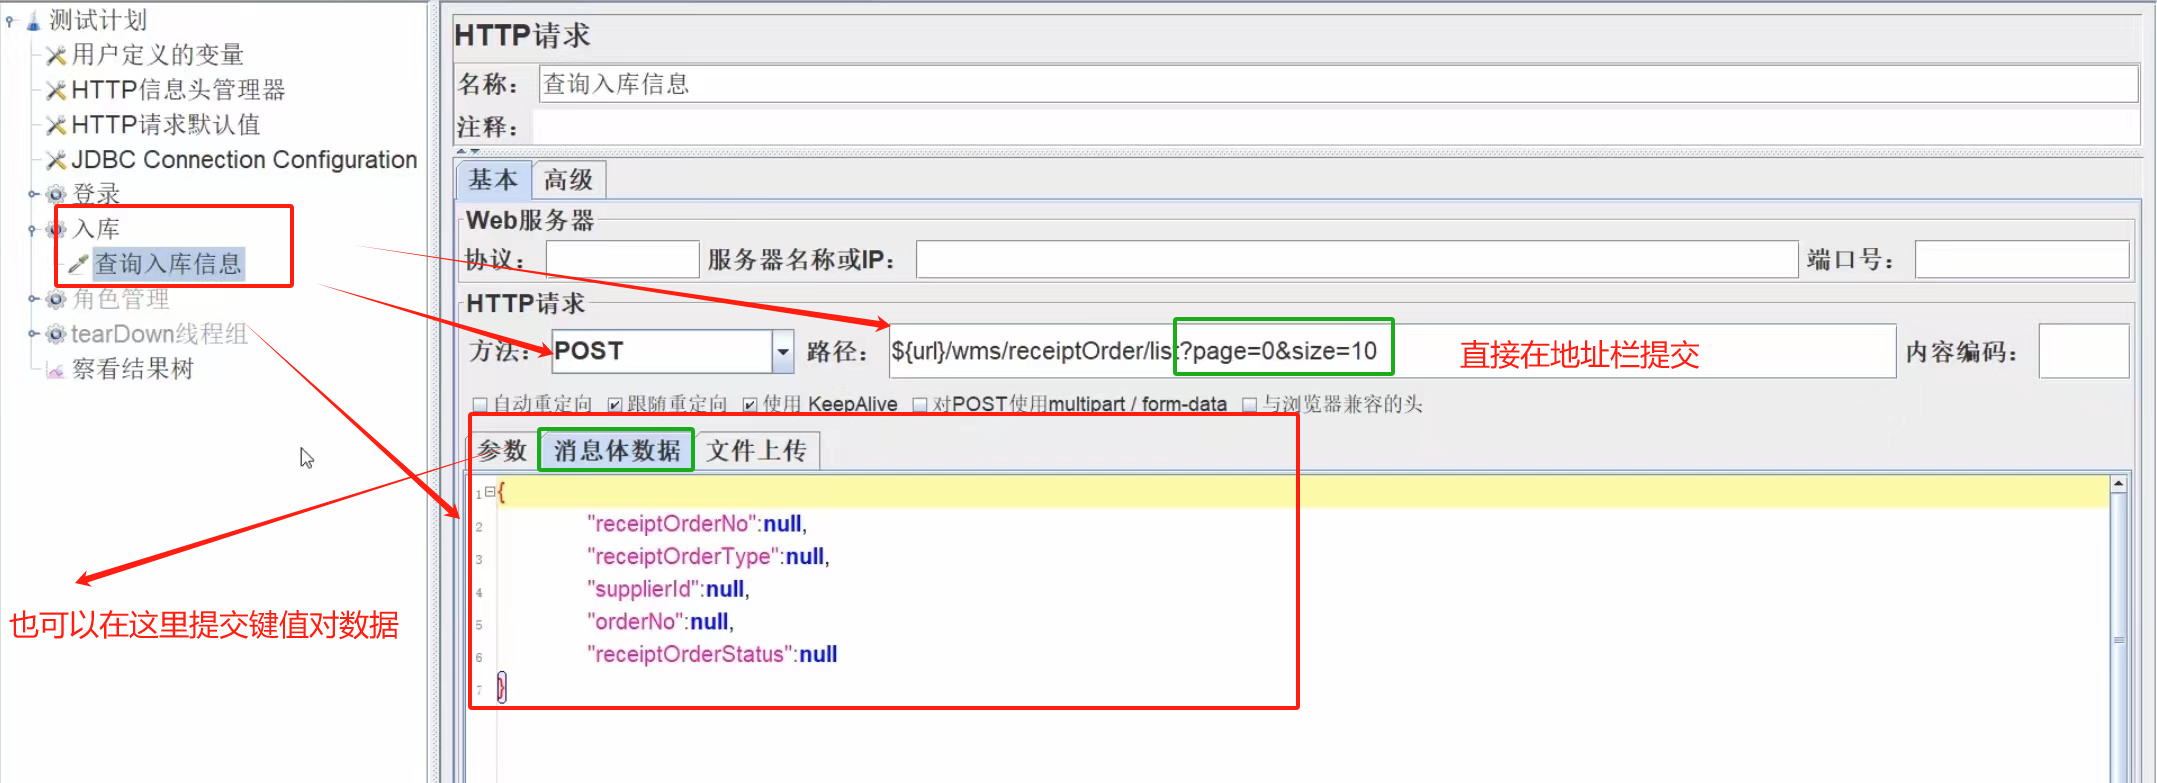 测试计划
用户定义的变量
HTTP信息头管理器
HTTP请求默认值
JDBC Connection Configuration
登录
入库
查询入库信息
角色管理
tearDown线程组
察看结果树
也可以在这里提交键值对数据
HTTP请求
名称： 查询入库信息
注释：
基本 高级
Web服务器
协议： 服务器名称或IP： 端口号：
HTTP请求
方法： POST 路径： ${url}/wms/receiptOrder/list?page=0&size=10 直接在地址栏提交 内容编码：
自动重定向 跟随重定向 使用 KeepAlive 对POST使用multipart / form-data 与浏览器兼容的头
参数 消息体数据 文件上传
1 {
2 "receiptOrderNo":null,
3 "receiptOrderType":null,
4 "supplierId":null,
5 "orderNo":null,
6 "receiptOrderStatus":null
7 }